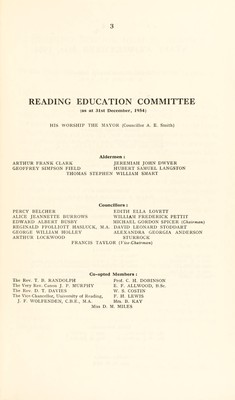 3
READING EDUCATION COMMITTEE
(as at 31st December, 1954)
HIS WORSHIP THE MAYOR (Councillor A. E. Smith)
Aldermen:
ARTHUR FRANK CLARK JEREMIAH JOHN DWYER
GEOFFREY SIMPSON FIELD HUBERT SAMUEL LANGSTON
THOMAS STEPHEN WILLIAM SMART
Councillors:
PERCY BELCHER EDITH ELLA LOVETT
ALICE JEANNETTE BURROWS WILLIAM FREDERICK PETTIT
EDWARD ALBERT BUSBY MICHAEL GORDON SPICER (Chairman)
REGINALD FFOLLIOTT HASLUCK, M.A. DAVID LEONARD STODDART
GEORGE WILLIAM HOLLEY ALEXANDRA GEORGIA ANDERSON
ARTHUR LOCKWOOD STURROCK
FRANCIS TAYLOR (Vice-Chairman)
Co-opted Members:
The Rev. T. B. RANDOLPH Prof. C. H. DOBINSON
The Very Rev. Canon J. P. MURPHY E. F. ALLWOOD, B.Sc.
The Rev. D. T. DAVIES W. S. COSTIN
The Vice-Chancellor, University of Reading, P. H. LEWIS
J. F. WOLFENDEN, C.B.E., M.A. Mrs. B. KAY
Miss D. M. MILES